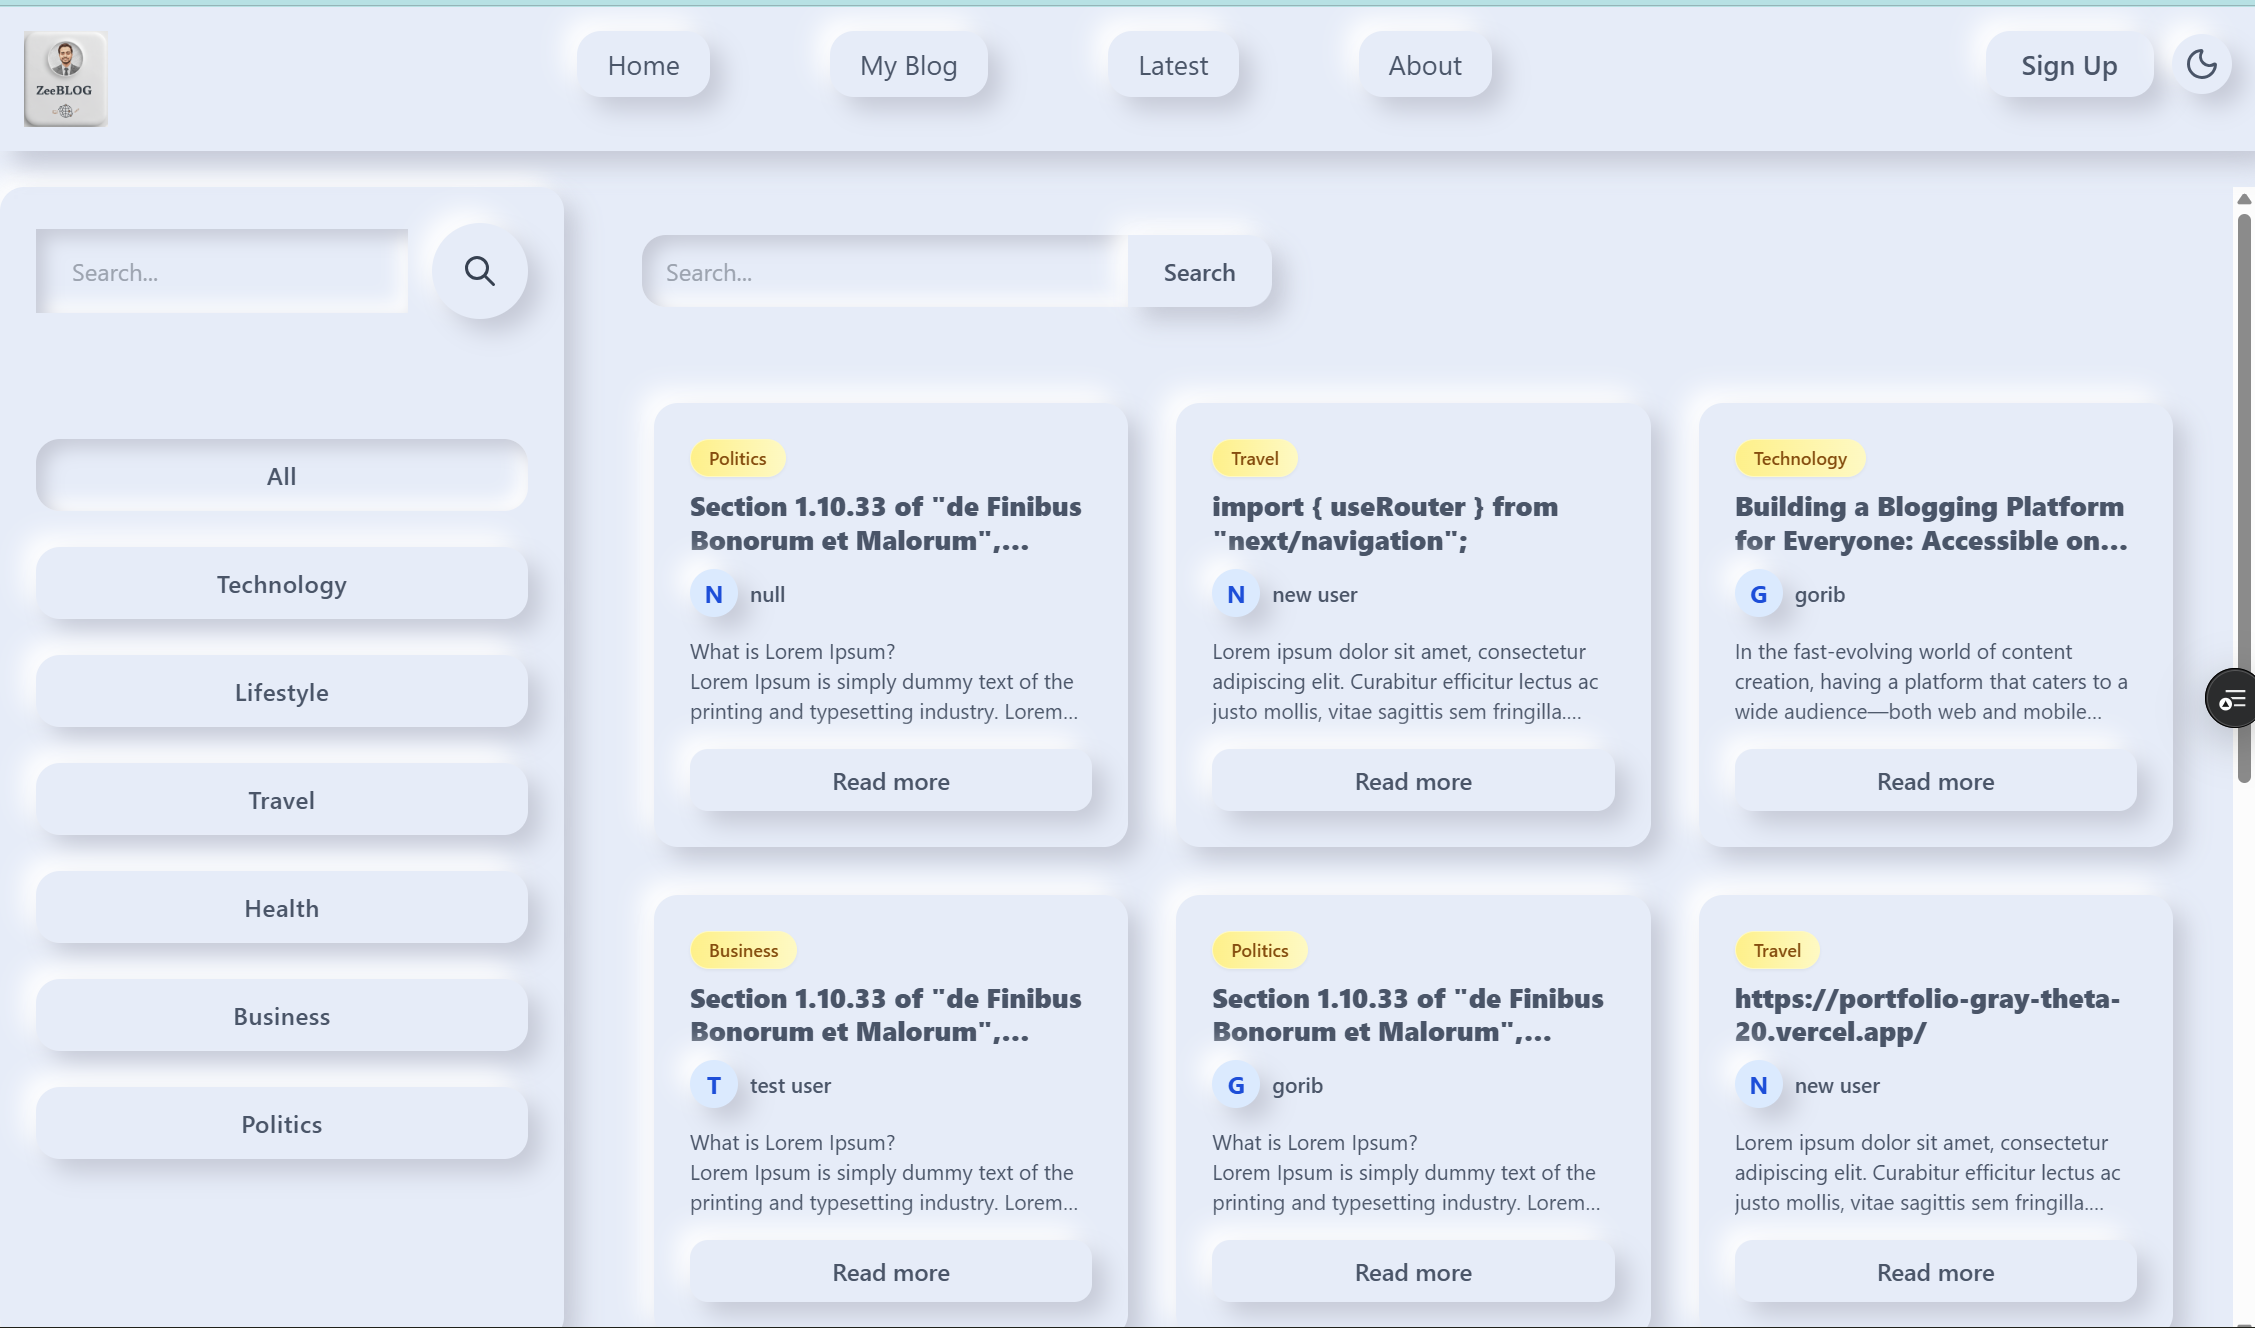 ZeeBLOG
Home
My Blog
Latest
About
Sign Up
Search...
All
Technology
Lifestyle
Travel
Health
Business
Politics
Search...
Search
Politics
Section 1.10.33 of "de Finibus
Bonorum et Malorum",...
N
null
What is Lorem Ipsum?
Lorem Ipsum is simply dummy text of the
printing and typesetting industry. Lorem...
Read more
Travel
import { useRouter } from
"next/navigation";
N
new user
Lorem ipsum dolor sit amet, consectetur
adipiscing elit. Curabitur efficitur lectus ac
justo mollis, vitae sagittis sem fringilla....
Read more
Technology
Building a Blogging Platform
for Everyone: Accessible on...
G
gorib
In the fast-evolving world of content
creation, having a platform that caters to a
wide audience—both web and mobile...
Read more
Business
Section 1.10.33 of "de Finibus
Bonorum et Malorum",...
T
test user
What is Lorem Ipsum?
Lorem Ipsum is simply dummy text of the
printing and typesetting industry. Lorem...
Read more
Politics
Section 1.10.33 of "de Finibus
Bonorum et Malorum",...
G
gorib
What is Lorem Ipsum?
Lorem Ipsum is simply dummy text of the
printing and typesetting industry. Lorem...
Read more
Travel
https://portfolio-gray-theta-
20.vercel.app/
N
new user
Lorem ipsum dolor sit amet, consectetur
adipiscing elit. Curabitur efficitur lectus ac
justo mollis, vitae sagittis sem fringilla....
Read more